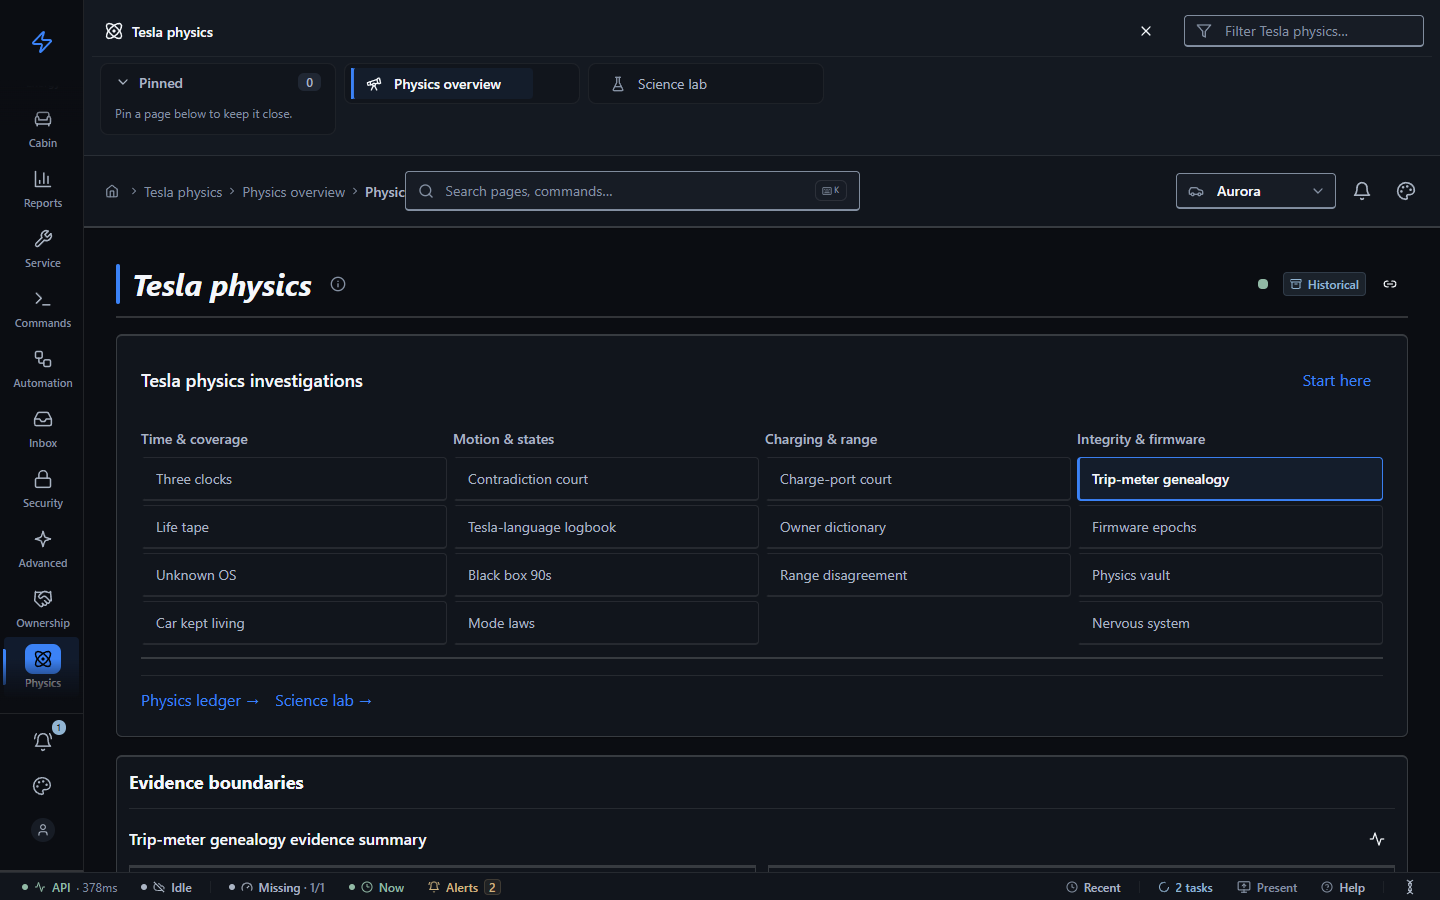 Tesla physics
Filter Tesla physics...
Pinned
0
Pin a page below to keep it close.
Physics overview
Science lab
Cabin
Reports
Service
Commands
Automation
Inbox
Security
Advanced
Ownership
Physics
1
Tesla physics
Physics overview
Physic
Search pages, commands...
K
Aurora
Tesla physics
Historical
Tesla physics investigations
Start here
Time & coverage
Three clocks
Life tape
Unknown OS
Car kept living
Motion & states
Contradiction court
Tesla-language logbook
Black box 90s
Mode laws
Charging & range
Charge-port court
Owner dictionary
Range disagreement
Integrity & firmware
Trip-meter genealogy
Firmware epochs
Physics vault
Nervous system
Physics ledger →
Science lab →
Evidence boundaries
Trip-meter genealogy evidence summary
API · 378ms
Idle
Missing · 1/1
Now
Alerts 2
Recent
2 tasks
Present
Help